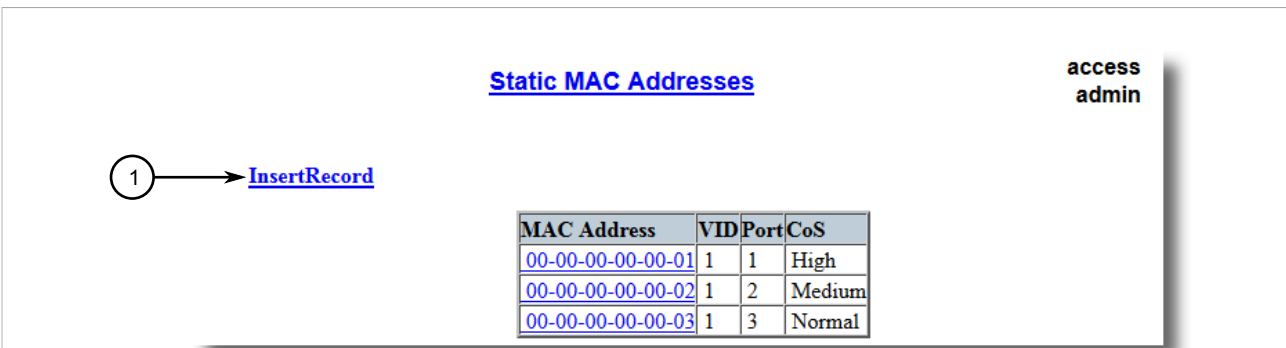 Static MAC Addresses
access
admin
1
InsertRecord
MAC Address VID Port CoS
00-00-00-00-00-01 1 1 High
00-00-00-00-00-02 1 2 Medium
00-00-00-00-00-03 1 3 Normal